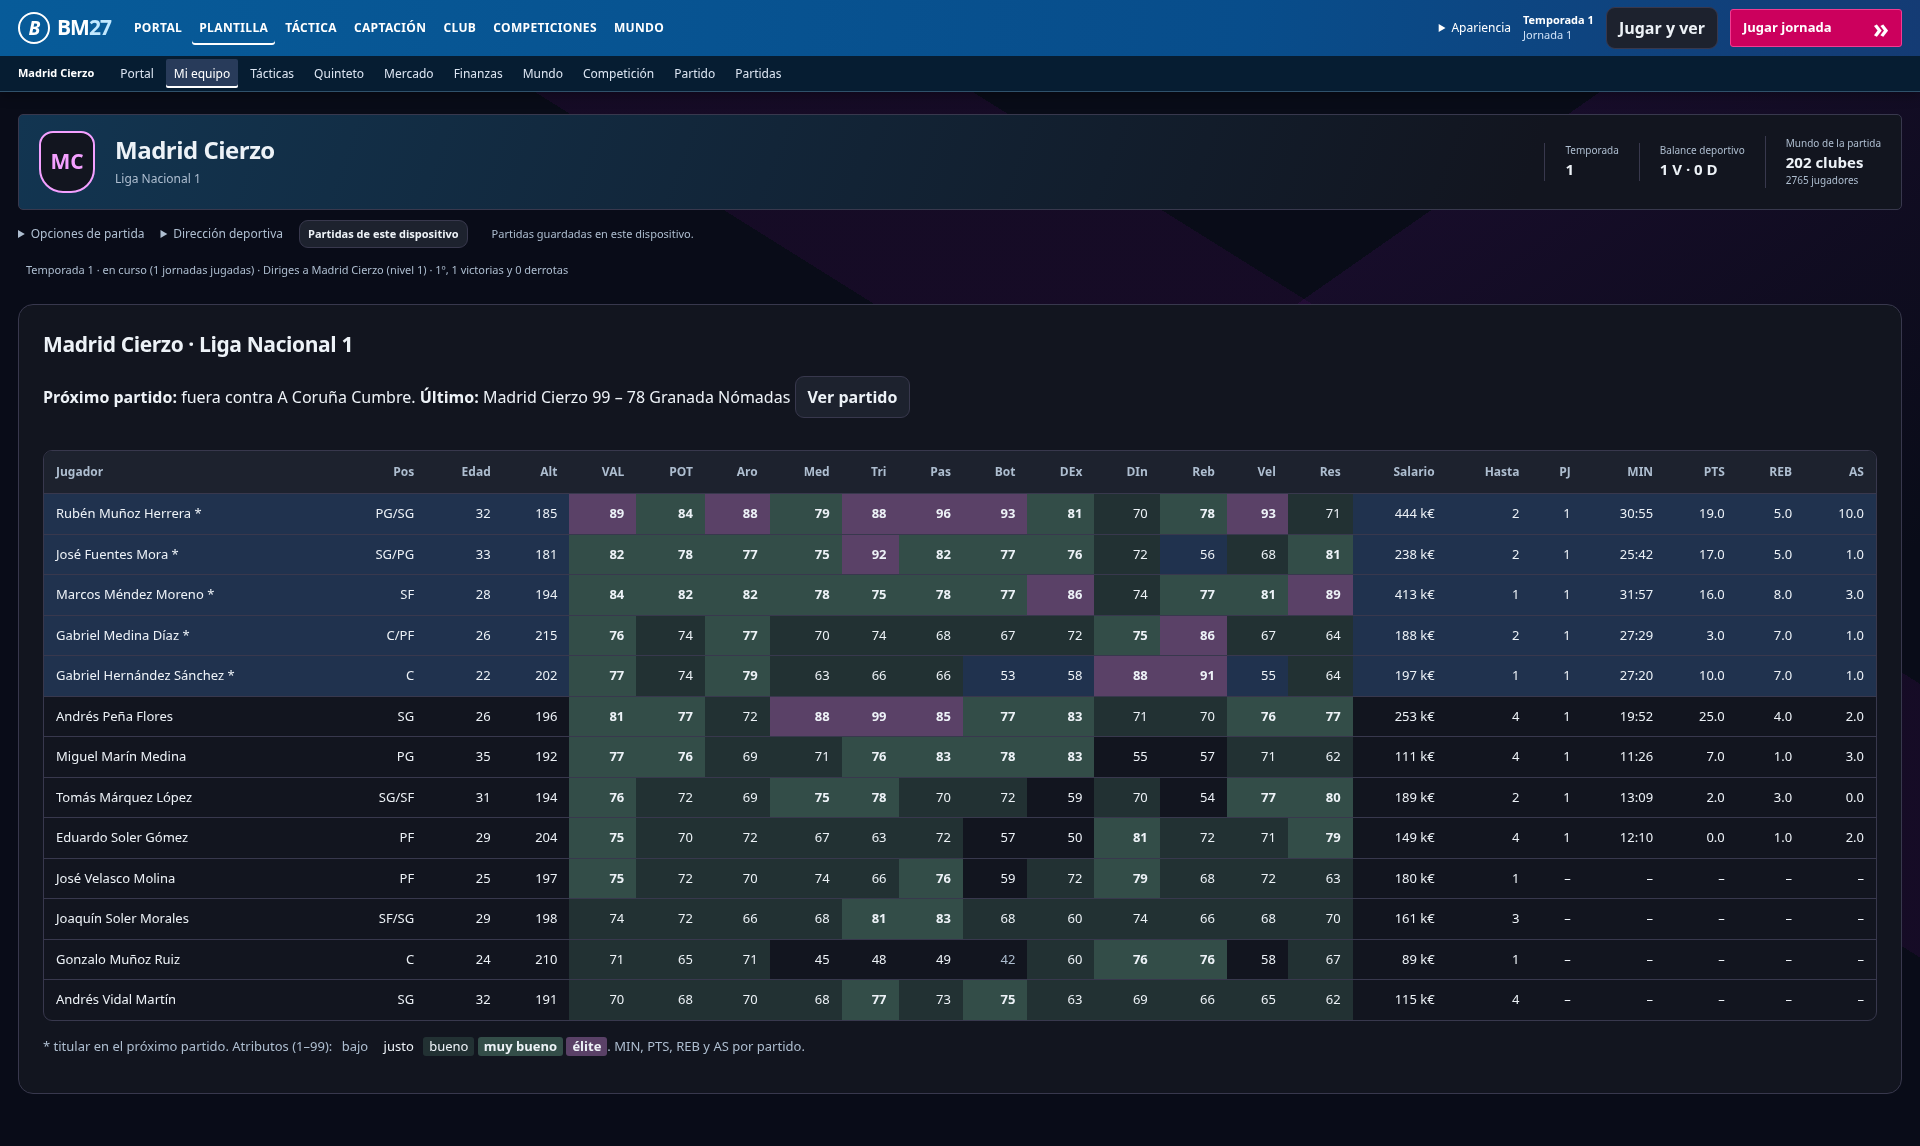 B BM27 PORTAL PLANTILLA TÁCTICA CAPTACIÓN CLUB COMPETICIONES MUNDO ▶ Apariencia Temporada 1 Jornada 1 Jugar y ver Jugar jornada »
Madrid Cierzo Portal Mi equipo Tácticas Quinteto Mercado Finanzas Mundo Competición Partido Partidas
MC
Madrid Cierzo
Liga Nacional 1
Temporada
1
Balance deportivo
1 V · 0 D
Mundo de la partida
202 clubes
2765 jugadores
▶ Opciones de partida ▶ Dirección deportiva Partidas de este dispositivo Partidas guardadas en este dispositivo.
Temporada 1 · en curso (1 jornadas jugadas) · Diriges a Madrid Cierzo (nivel 1) · 1º, 1 victorias y 0 derrotas
Madrid Cierzo · Liga Nacional 1
Próximo partido: fuera contra A Coruña Cumbre. Último: Madrid Cierzo 99 – 78 Granada Nómadas Ver partido
Jugador Pos Edad Alt VAL POT Aro Med Tri Pas Bot DEx DIn Reb Vel Res Salario Hasta PJ MIN PTS REB AS
Rubén Muñoz Herrera * PG/SG 32 185 89 84 88 79 88 96 93 81 70 78 93 71 444 k€ 2 1 30:55 19.0 5.0 10.0
José Fuentes Mora * SG/PG 33 181 82 78 77 75 92 82 77 76 72 56 68 81 238 k€ 2 1 25:42 17.0 5.0 1.0
Marcos Méndez Moreno * SF 28 194 84 82 82 78 75 78 77 86 74 77 81 89 413 k€ 1 1 31:57 16.0 8.0 3.0
Gabriel Medina Díaz * C/PF 26 215 76 74 77 70 74 68 67 72 75 86 67 64 188 k€ 2 1 27:29 3.0 7.0 1.0
Gabriel Hernández Sánchez * C 22 202 77 74 79 63 66 66 53 58 88 91 55 64 197 k€ 1 1 27:20 10.0 7.0 1.0
Andrés Peña Flores SG 26 196 81 77 72 88 99 85 77 83 71 70 76 77 253 k€ 4 1 19:52 25.0 4.0 2.0
Miguel Marín Medina PG 35 192 77 76 69 71 76 83 78 83 55 57 71 62 111 k€ 4 1 11:26 7.0 1.0 3.0
Tomás Márquez López SG/SF 31 194 76 72 69 75 78 70 72 59 70 54 77 80 189 k€ 2 1 13:09 2.0 3.0 0.0
Eduardo Soler Gómez PF 29 204 75 70 72 67 63 72 57 50 81 72 71 79 149 k€ 4 1 12:10 0.0 1.0 2.0
José Velasco Molina PF 25 197 75 72 70 74 66 76 59 72 79 68 72 63 180 k€ 1 – – – – –
Joaquín Soler Morales SF/SG 29 198 74 72 66 68 81 83 68 60 74 66 68 70 161 k€ 3 – – – – –
Gonzalo Muñoz Ruiz C 24 210 71 65 71 45 48 49 42 60 76 76 58 67 89 k€ 1 – – – – –
Andrés Vidal Martín SG 32 191 70 68 70 68 77 73 75 63 69 66 65 62 115 k€ 4 – – – – –
* titular en el próximo partido. Atributos (1–99): bajo justo bueno muy bueno élite. MIN, PTS, REB y AS por partido.